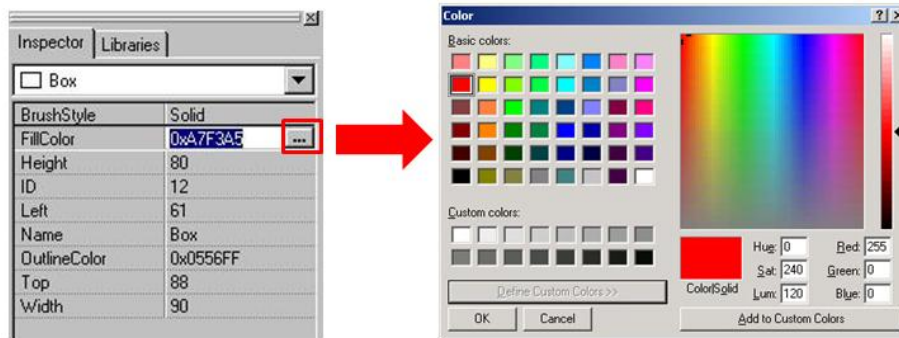 Inspector Libraries
Box
BrushStyle Solid
FillColor 0xA7F3A5 ...
Height 80
ID 12
Left 61
Name Box
OutlineColor 0x0556FF
Top 88
Width 90
Color
Basic colors:
Custom colors:
Define Custom Colors >>
OK Cancel
Color|Solid
Hue: 0 Red: 255
Sat: 240 Green: 0
Lum: 120 Blue: 0
Add to Custom Colors